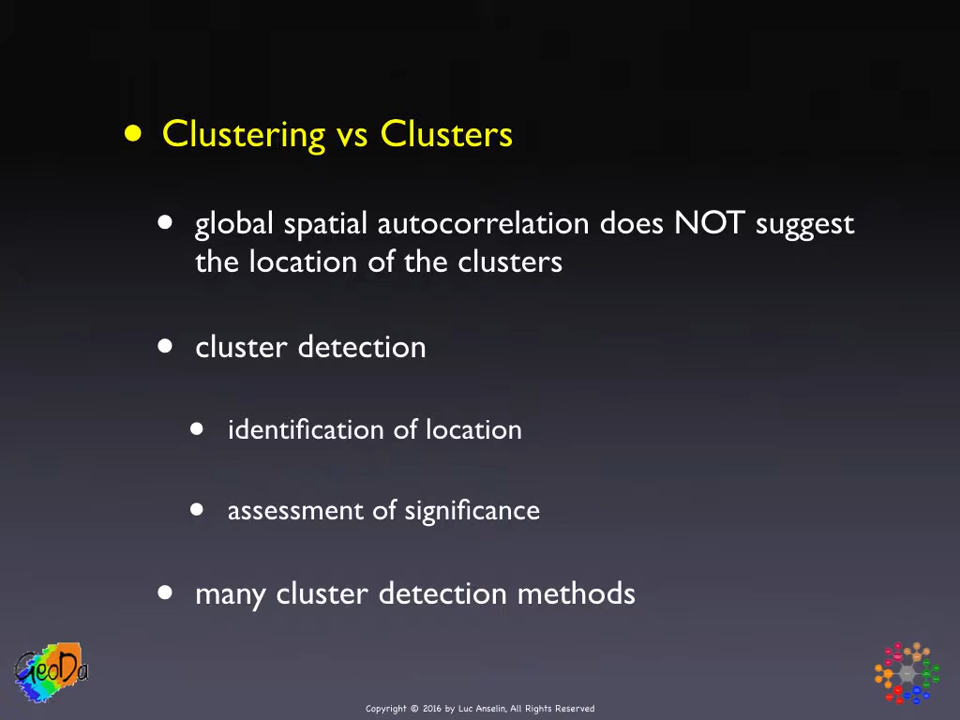 • Clustering vs Clusters
• global spatial autocorrelation does NOT suggest
the location of the clusters
• cluster detection
• identification of location
• assessment of significance
• many cluster detection methods
GeoDa
Copyright © 2016 by Luc Anselin, All Rights Reserved